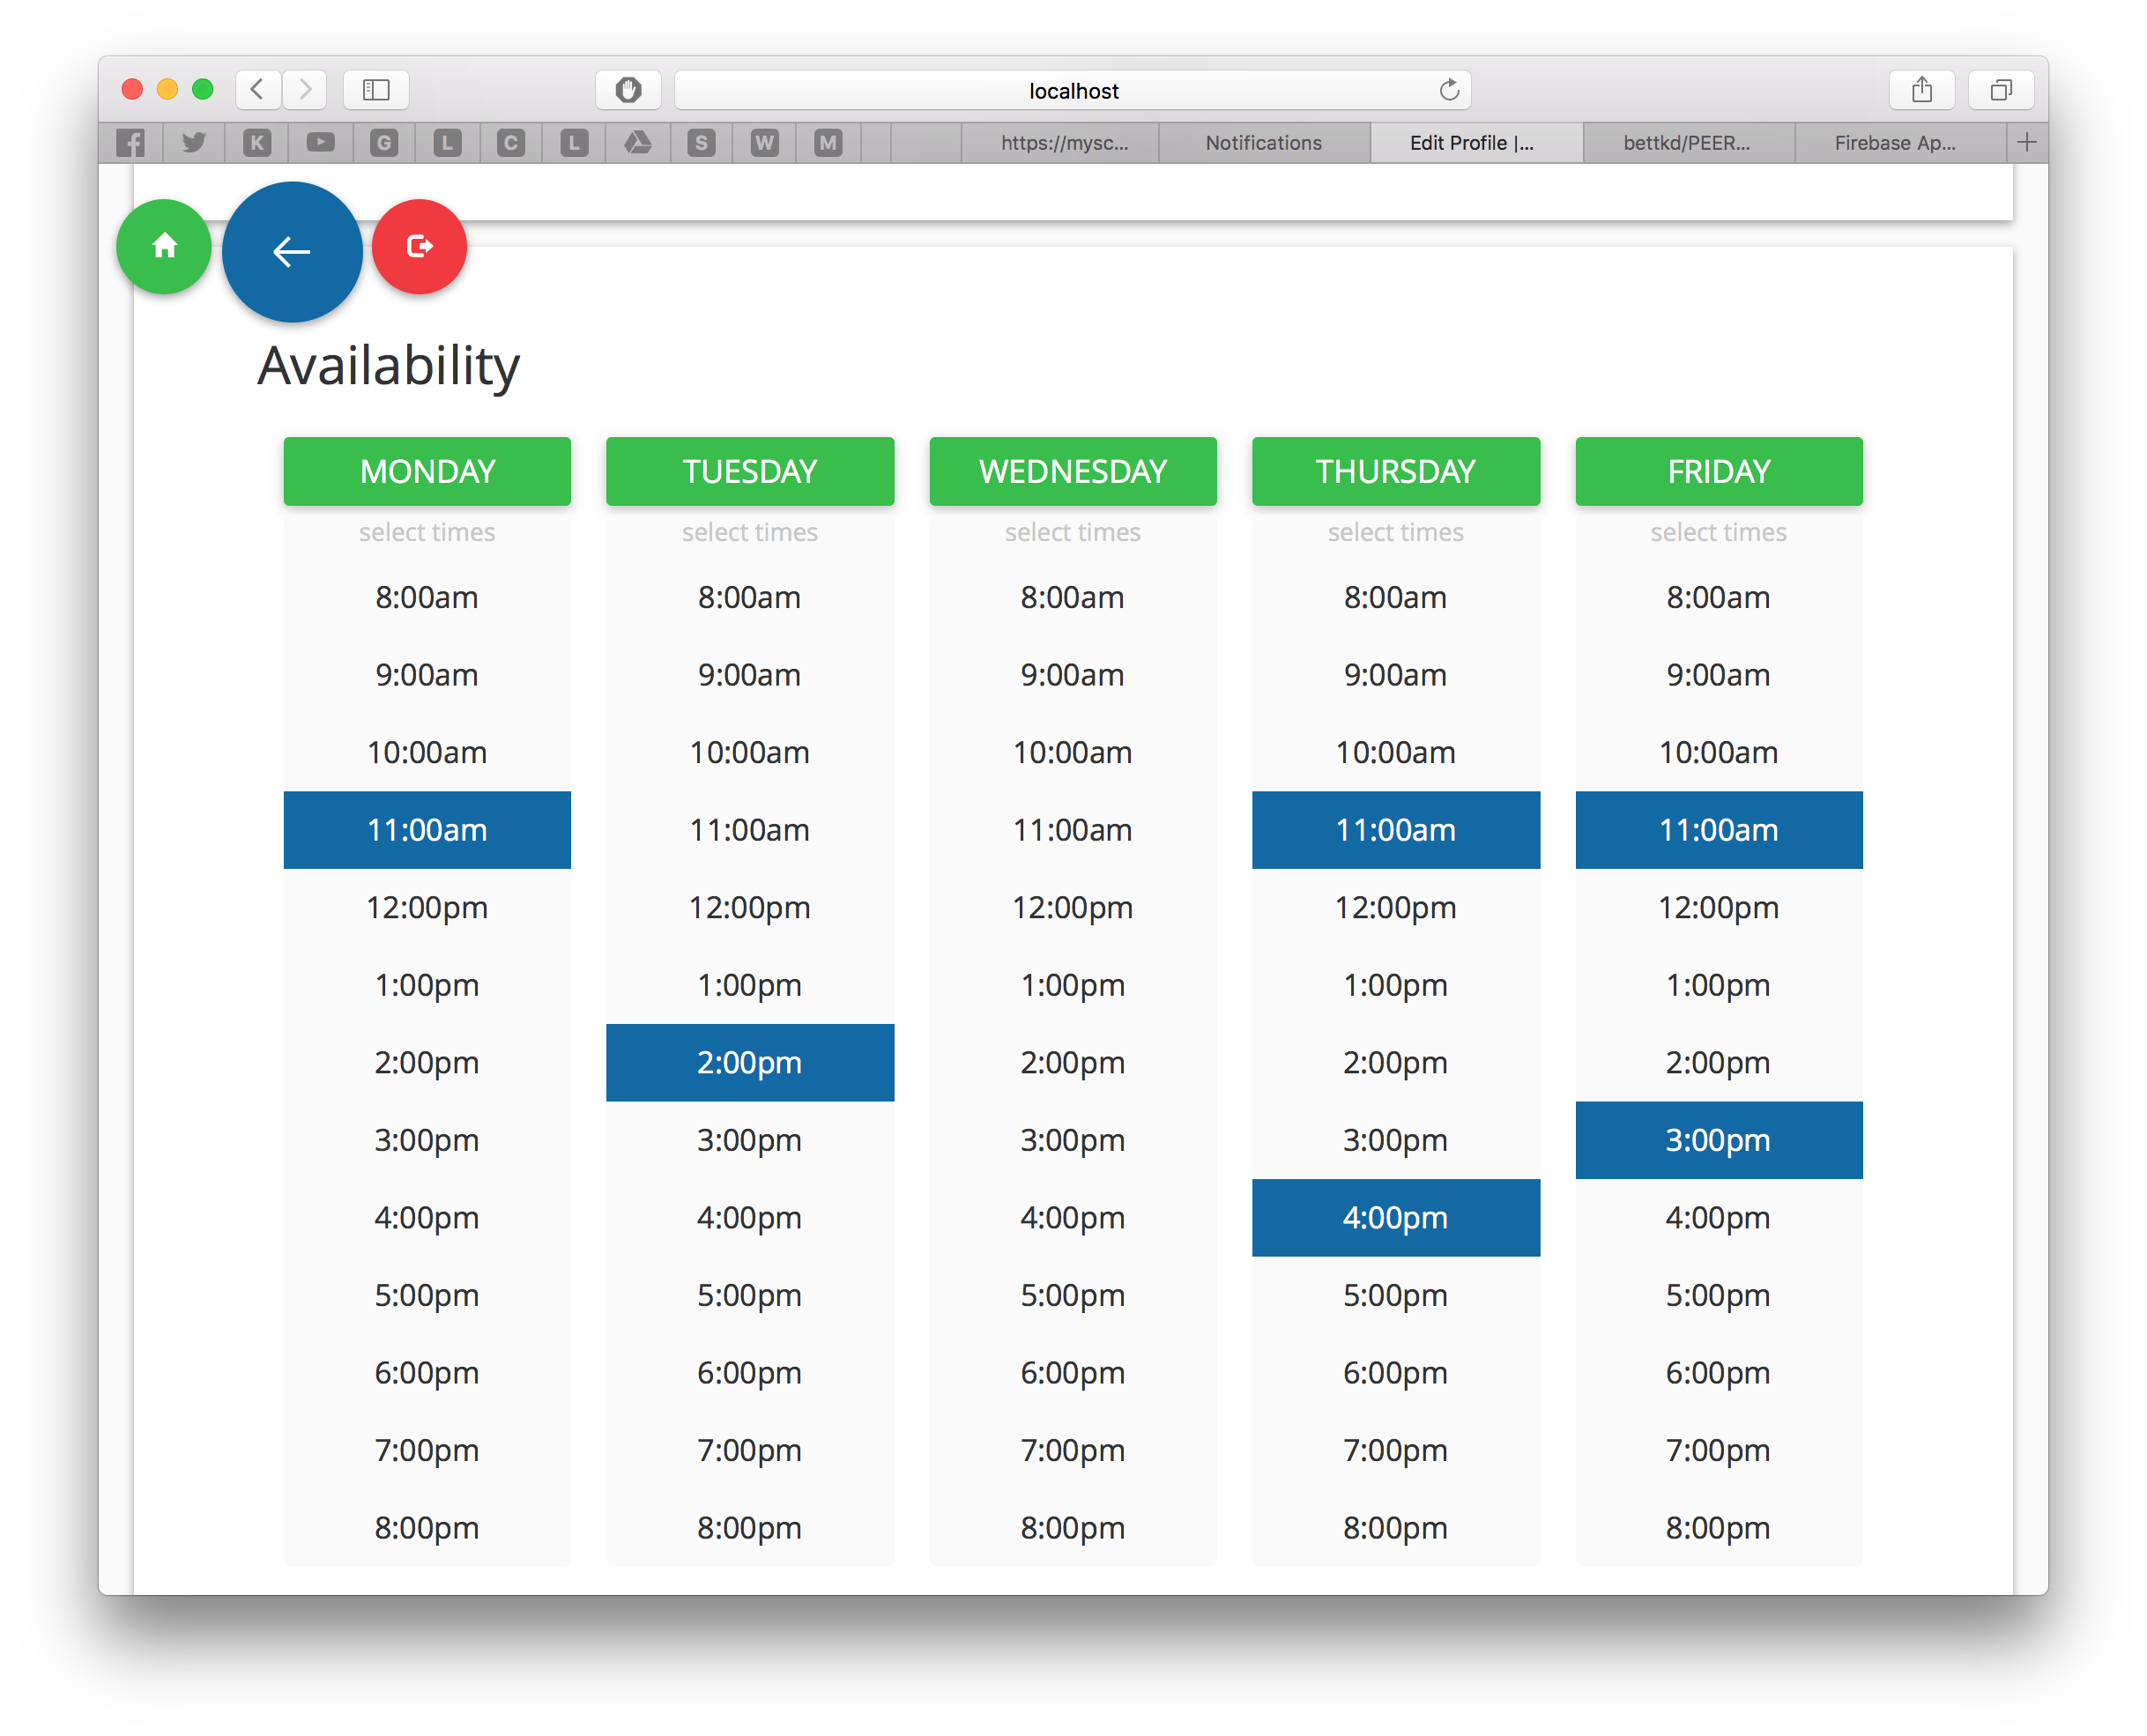 localhost
K G L C L S W M https://mysc... Notifications Edit Profile |... bettkd/PEER... Firebase Ap...
Availability
MONDAY TUESDAY WEDNESDAY THURSDAY FRIDAY
select times select times select times select times select times
8:00am 8:00am 8:00am 8:00am 8:00am
9:00am 9:00am 9:00am 9:00am 9:00am
10:00am 10:00am 10:00am 10:00am 10:00am
11:00am 11:00am 11:00am 11:00am 11:00am
12:00pm 12:00pm 12:00pm 12:00pm 12:00pm
1:00pm 1:00pm 1:00pm 1:00pm 1:00pm
2:00pm 2:00pm 2:00pm 2:00pm 2:00pm
3:00pm 3:00pm 3:00pm 3:00pm 3:00pm
4:00pm 4:00pm 4:00pm 4:00pm 4:00pm
5:00pm 5:00pm 5:00pm 5:00pm 5:00pm
6:00pm 6:00pm 6:00pm 6:00pm 6:00pm
7:00pm 7:00pm 7:00pm 7:00pm 7:00pm
8:00pm 8:00pm 8:00pm 8:00pm 8:00pm